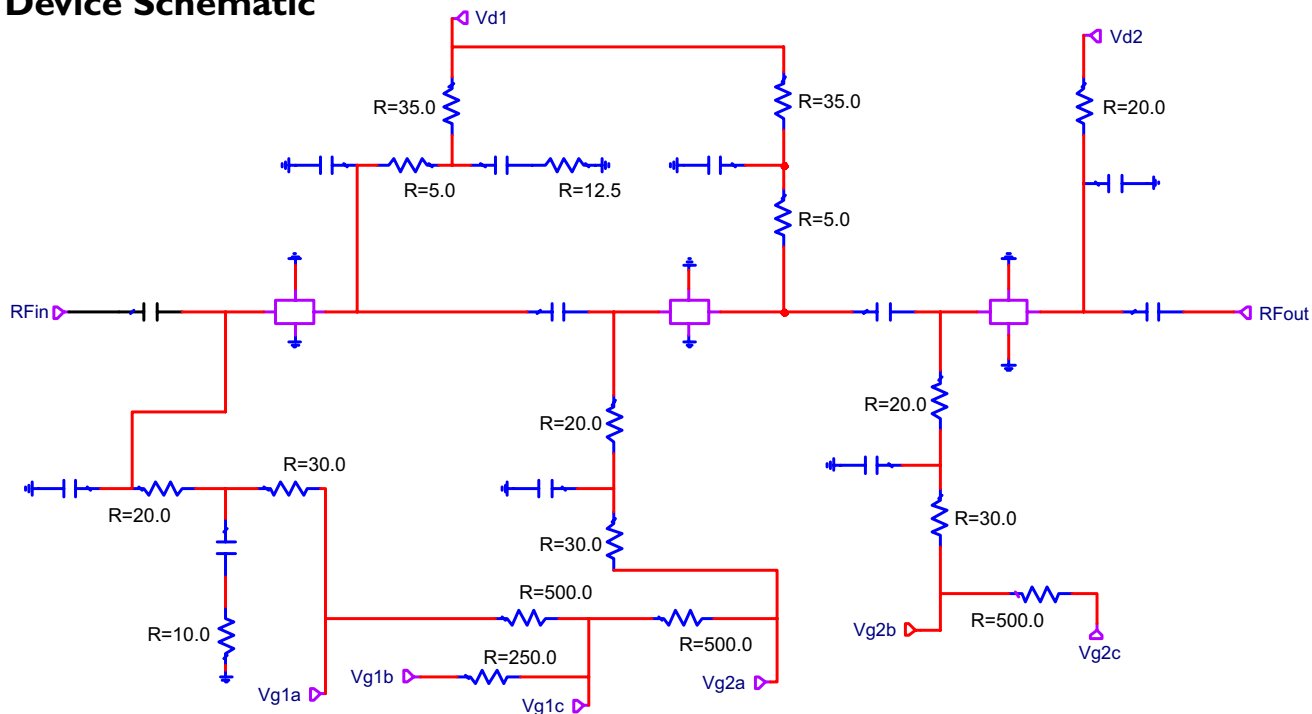 Device Schematic
Vd1
Vd2
R=35.0
R=35.0
R=20.0
R=5.0
R=12.5
R=5.0
RFin
RFout
R=20.0
R=20.0
R=30.0
R=20.0
R=30.0
R=30.0
R=500.0
R=500.0
R=500.0
R=10.0
R=250.0
Vg1a
Vg1b
Vg1c
Vg2a
Vg2b
Vg2c